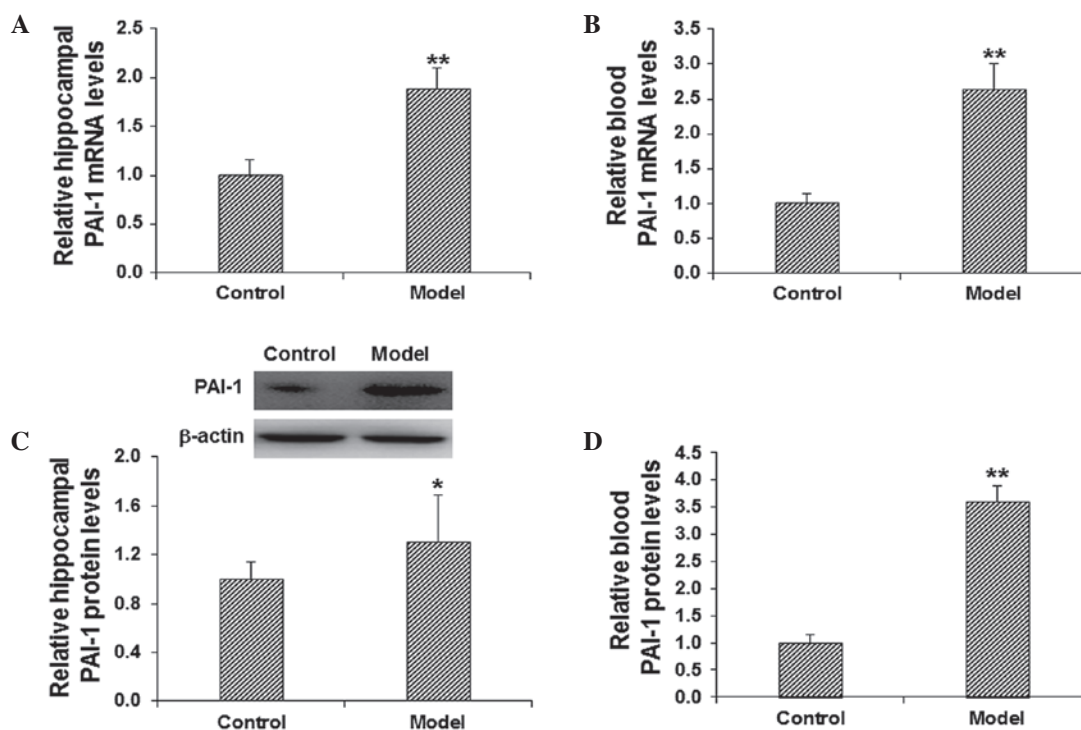 A
Relative hippocampal
PAI-1 mRNA levels
2.5
2.0
1.5
1.0
0.5
0.0
**
Control
Model
B
Relative blood
PAI-1 mRNA levels
3.5
3.0
2.5
2.0
1.5
1.0
0.5
0.0
**
Control
Model
C
Control
Model
PAI-1
β-actin
Relative hippocampal
PAI-1 protein levels
2.0
1.6
1.2
0.8
0.4
0.0
*
Control
Model
D
Relative blood
PAI-1 protein levels
4.5
4.0
3.5
3.0
2.5
2.0
1.5
1.0
0.5
0.0
**
Control
Model